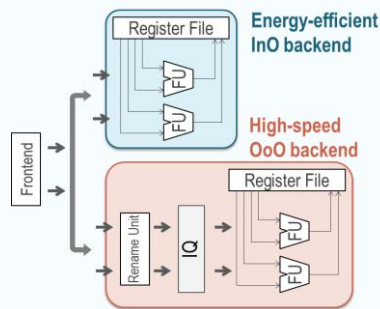 Register File
FU
FU
Energy-efficient
InO backend
Frontend
High-speed
OoO backend
Register File
Rename Unit
IQ
FU
FU